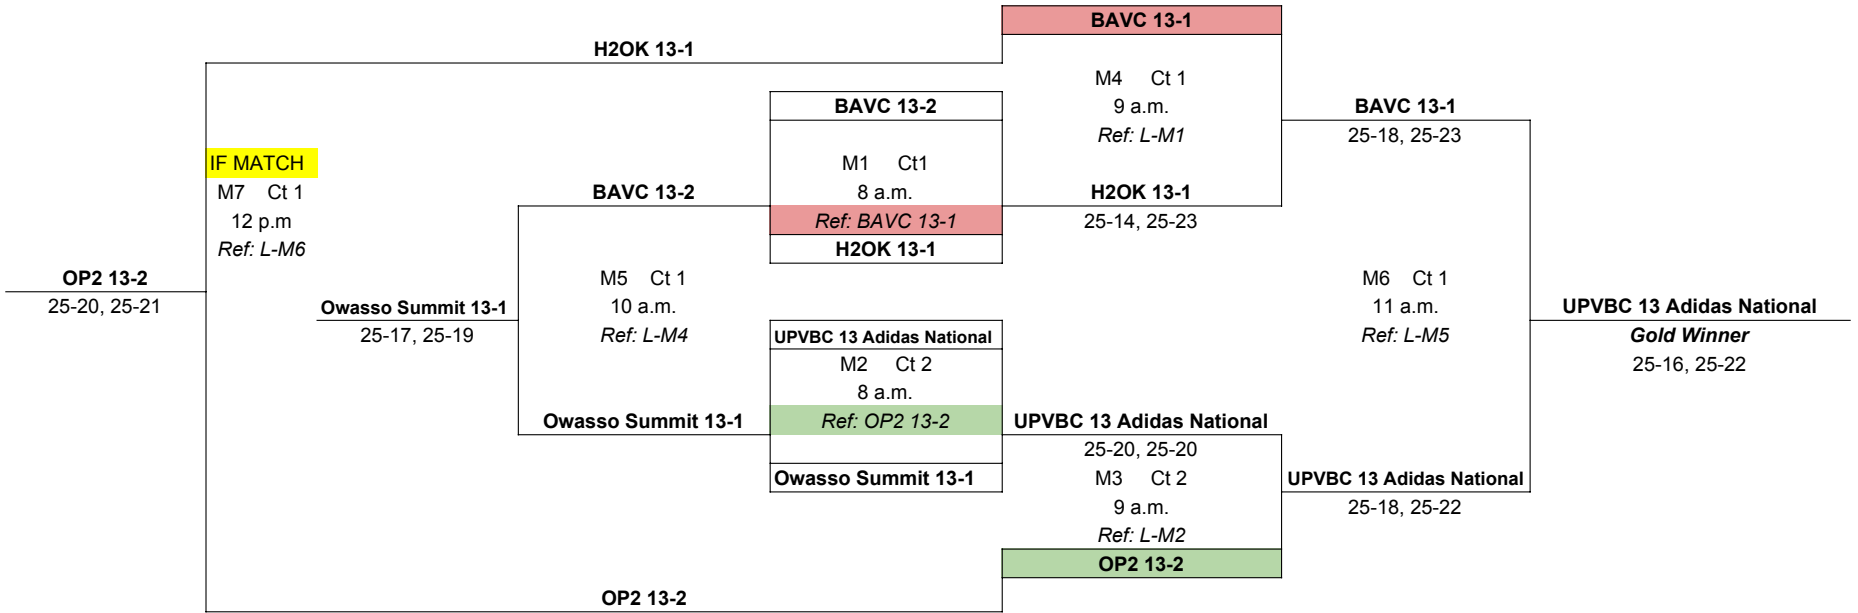 BAVC 13-1
H2OK 13-1
M4 Ct 1
BAVC 13-2
9 a.m.
BAVC 13-1
Ref: L-M1
25-18, 25-23
IF MATCH
M1 Ct1
M7 Ct 1
BAVC 13-2
8 a.m.
H2OK 13-1
12 p.m
Ref: BAVC 13-1
25-14, 25-23
Ref: L-M6
H2OK 13-1
OP2 13-2
M5 Ct 1
M6 Ct 1
25-20, 25-21
Owasso Summit 13-1
10 a.m.
11 a.m.
UPVBC 13 Adidas National
25-17, 25-19
Ref: L-M4
UPVBC 13 Adidas National
Ref: L-M5
Gold Winner
M2 Ct 2
25-16, 25-22
8 a.m.
Owasso Summit 13-1
Ref: OP2 13-2
UPVBC 13 Adidas National
25-20, 25-20
Owasso Summit 13-1
M3 Ct 2
UPVBC 13 Adidas National
9 a.m.
25-18, 25-22
Ref: L-M2
OP2 13-2
OP2 13-2